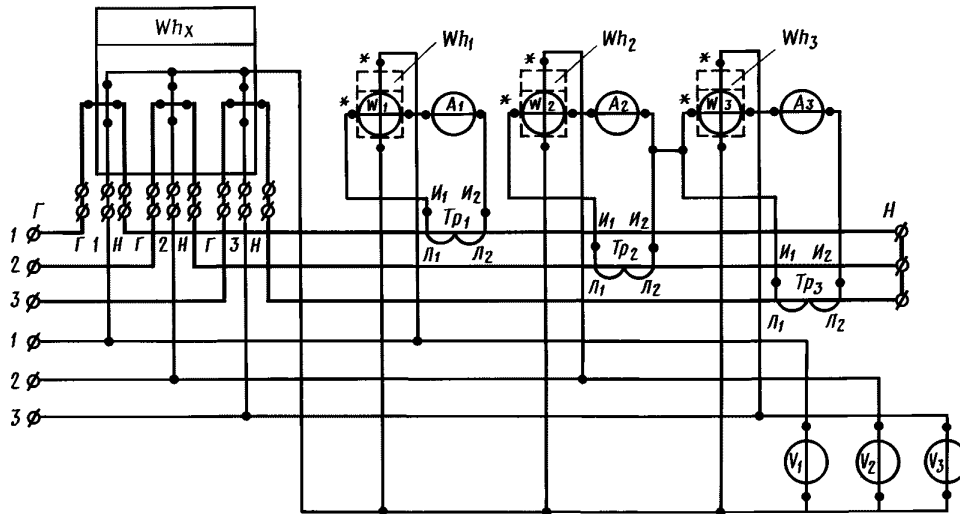 Whx
Wh1
Wh2
Wh3
* * *
* W1 A1 * W2 A2 * W3 A3
Г И1 И2 Н
1 Г 1 Н Г 2 Н Г 3 Н Тр1 И1 И2
Л1 Л2 Тр2
2 И1 И2
Л1 Л2 Тр3
3
Л1 Л2
1
2
3
V1 V2 V3